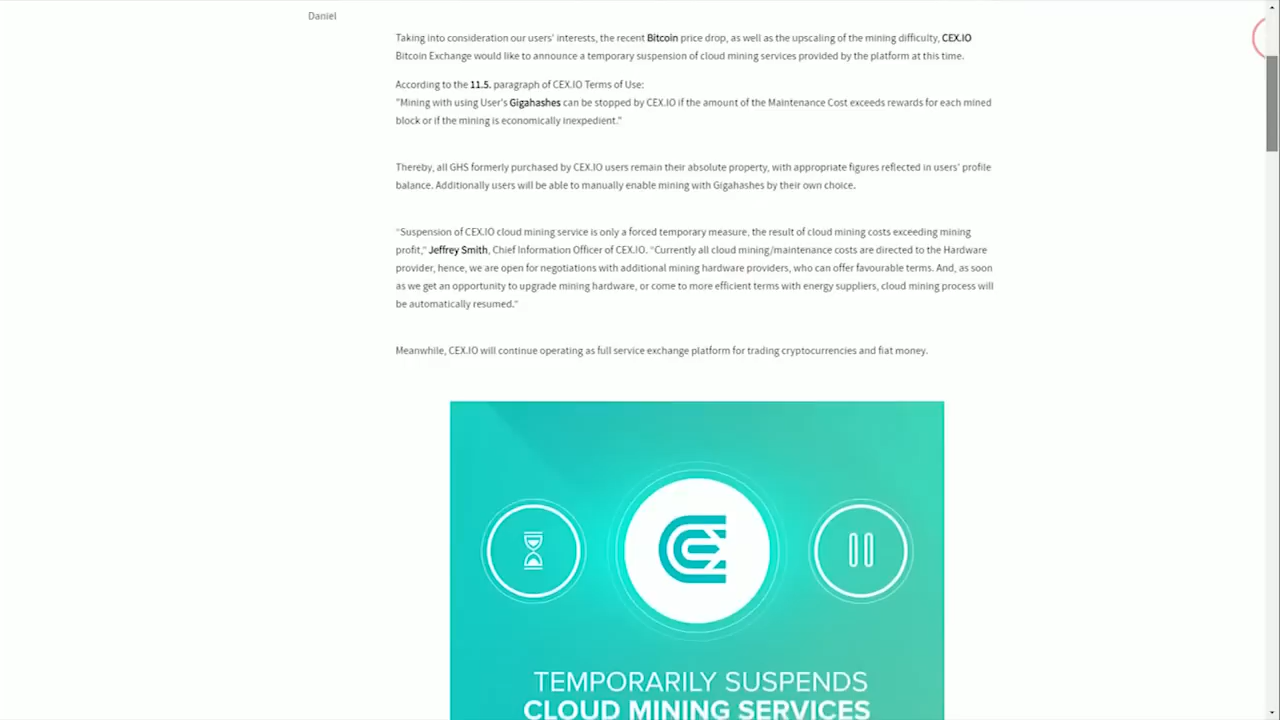 Daniel
Taking into consideration our users' interests, the recent Bitcoin price drop, as well as the upscaling of the mining difficulty, CEX.IO
Bitcoin Exchange would like to announce a temporary suspension of cloud mining services provided by the platform at this time.
According to the 11.5. paragraph of CEX.IO Terms of Use:
"Mining with using User's Gigahashes can be stopped by CEX.IO if the amount of the Maintenance Cost exceeds rewards for each mined
block or if the mining is economically inexpedient."
Thereby, all GHS formerly purchased by CEX.IO users remain their absolute property, with appropriate figures reflected in users' profile
balance. Additionally users will be able to manually enable mining with Gigahashes by their own choice.
"Suspension of CEX.IO cloud mining service is only a forced temporary measure, the result of cloud mining costs exceeding mining
profit," Jeffrey Smith, Chief Information Officer of CEX.IO. "Currently all cloud mining/maintenance costs are directed to the Hardware
provider, hence, we are open for negotiations with additional mining hardware providers, who can offer favourable terms. And, as soon
as we get an opportunity to upgrade mining hardware, or come to more efficient terms with energy suppliers, cloud mining process will
be automatically resumed."
Meanwhile, CEX.IO will continue operating as full service exchange platform for trading cryptocurrencies and fiat money.
TEMPORARILY SUSPENDS
CLOUD MINING SERVICES